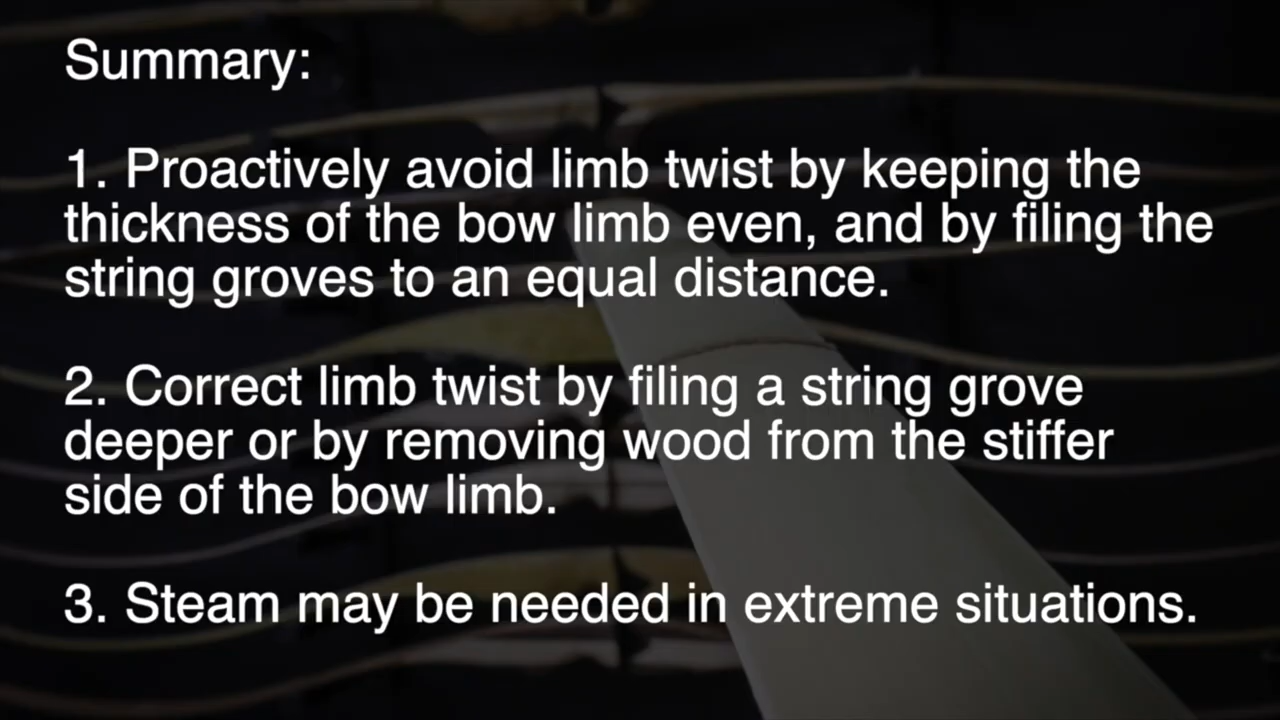 Summary:
1. Proactively avoid limb twist by keeping the
thickness of the bow limb even, and by filing the
string groves to an equal distance.
2. Correct limb twist by filing a string grove
deeper or by removing wood from the stiffer
side of the bow limb.
3. Steam may be needed in extreme situations.